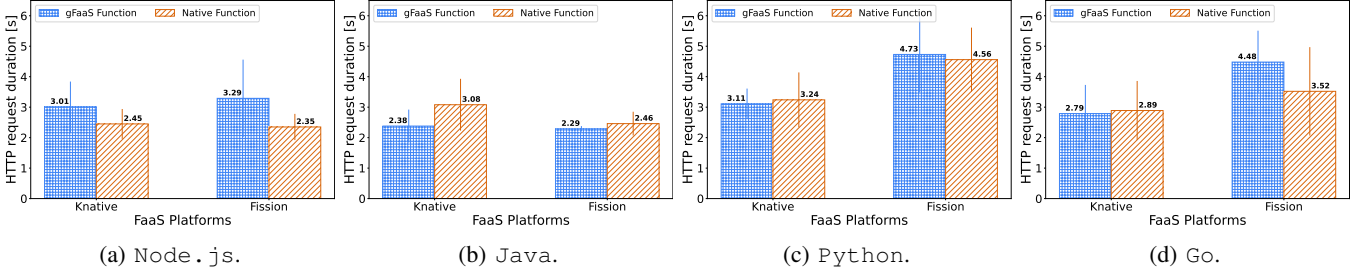 HTTP request duration [s]
6
5
4
3
2
1
0
gFaaS Function
Native Function
3.01
2.45
3.29
2.35
Knative
Fission
FaaS Platforms
(a) Node.js.
HTTP request duration [s]
6
5
4
3
2
1
0
gFaaS Function
Native Function
2.38
3.08
2.29
2.46
Knative
Fission
FaaS Platforms
(b) Java.
HTTP request duration [s]
6
5
4
3
2
1
0
gFaaS Function
Native Function
3.11
3.24
4.73
4.56
Knative
Fission
FaaS Platforms
(c) Python.
HTTP request duration [s]
6
5
4
3
2
1
0
gFaaS Function
Native Function
2.79
2.89
4.48
3.52
Knative
Fission
FaaS Platforms
(d) Go.